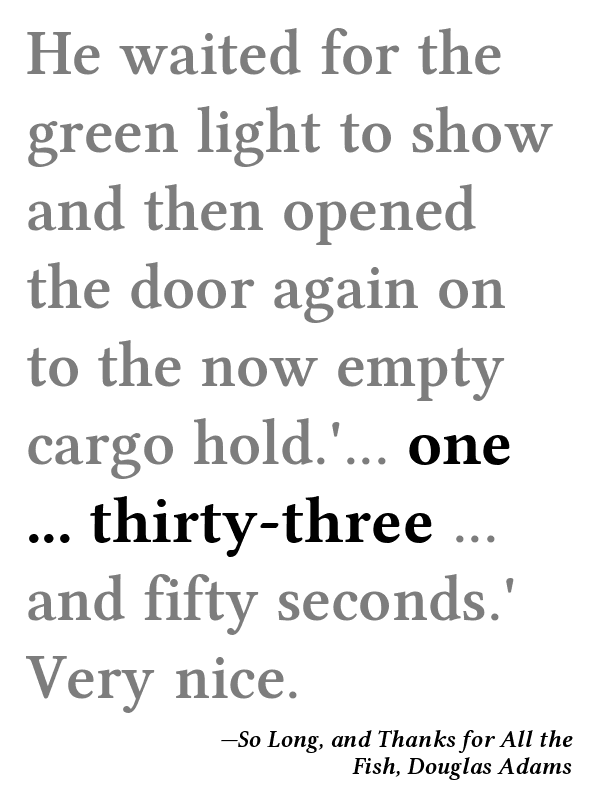 He waited for the
green light to show
and then opened
the door again on
to the now empty
cargo hold.'... one
... thirty-three ...
and fifty seconds.'
Very nice.
—So Long, and Thanks for All the
Fish, Douglas Adams